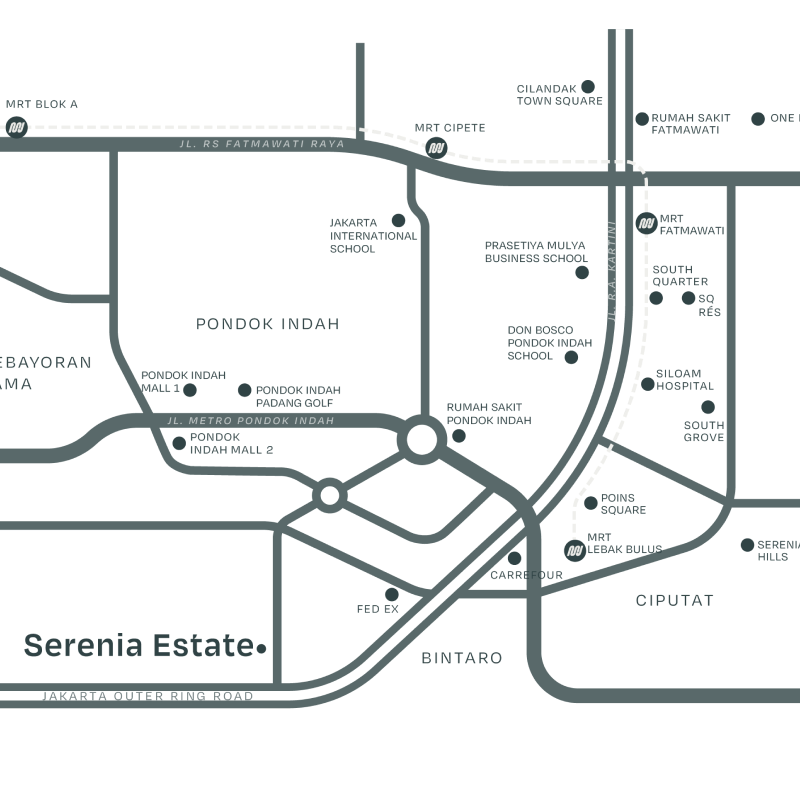 CILANDAK
TOWN SQUARE
MRT BLOK A
RUMAH SAKIT
FATMAWATI
ONE
MRT CIPETE
JL. RS FATMAWATI RAYA
JAKARTA
INTERNATIONAL
SCHOOL
MRT
FATMAWATI
PRASETIYA MULYA
BUSINESS SCHOOL
JL. R.A. KARTINI
SOUTH
QUARTER
SQ
RÉS
PONDOK INDAH
DON BOSCO
PONDOK INDAH
SCHOOL
EBAYORAN
AMA
PONDOK INDAH
MALL 1
PONDOK INDAH
PADANG GOLF
SILOAM
HOSPITAL
RUMAH SAKIT
PONDOK INDAH
JL. METRO PONDOK INDAH
SOUTH
GROVE
PONDOK
INDAH MALL 2
POINS
SQUARE
MRT
LEBAK BULUS
SERENIA
HILLS
CARREFOUR
FED EX
CIPUTAT
Serenia Estate
BINTARO
JAKARTA OUTER RING ROAD